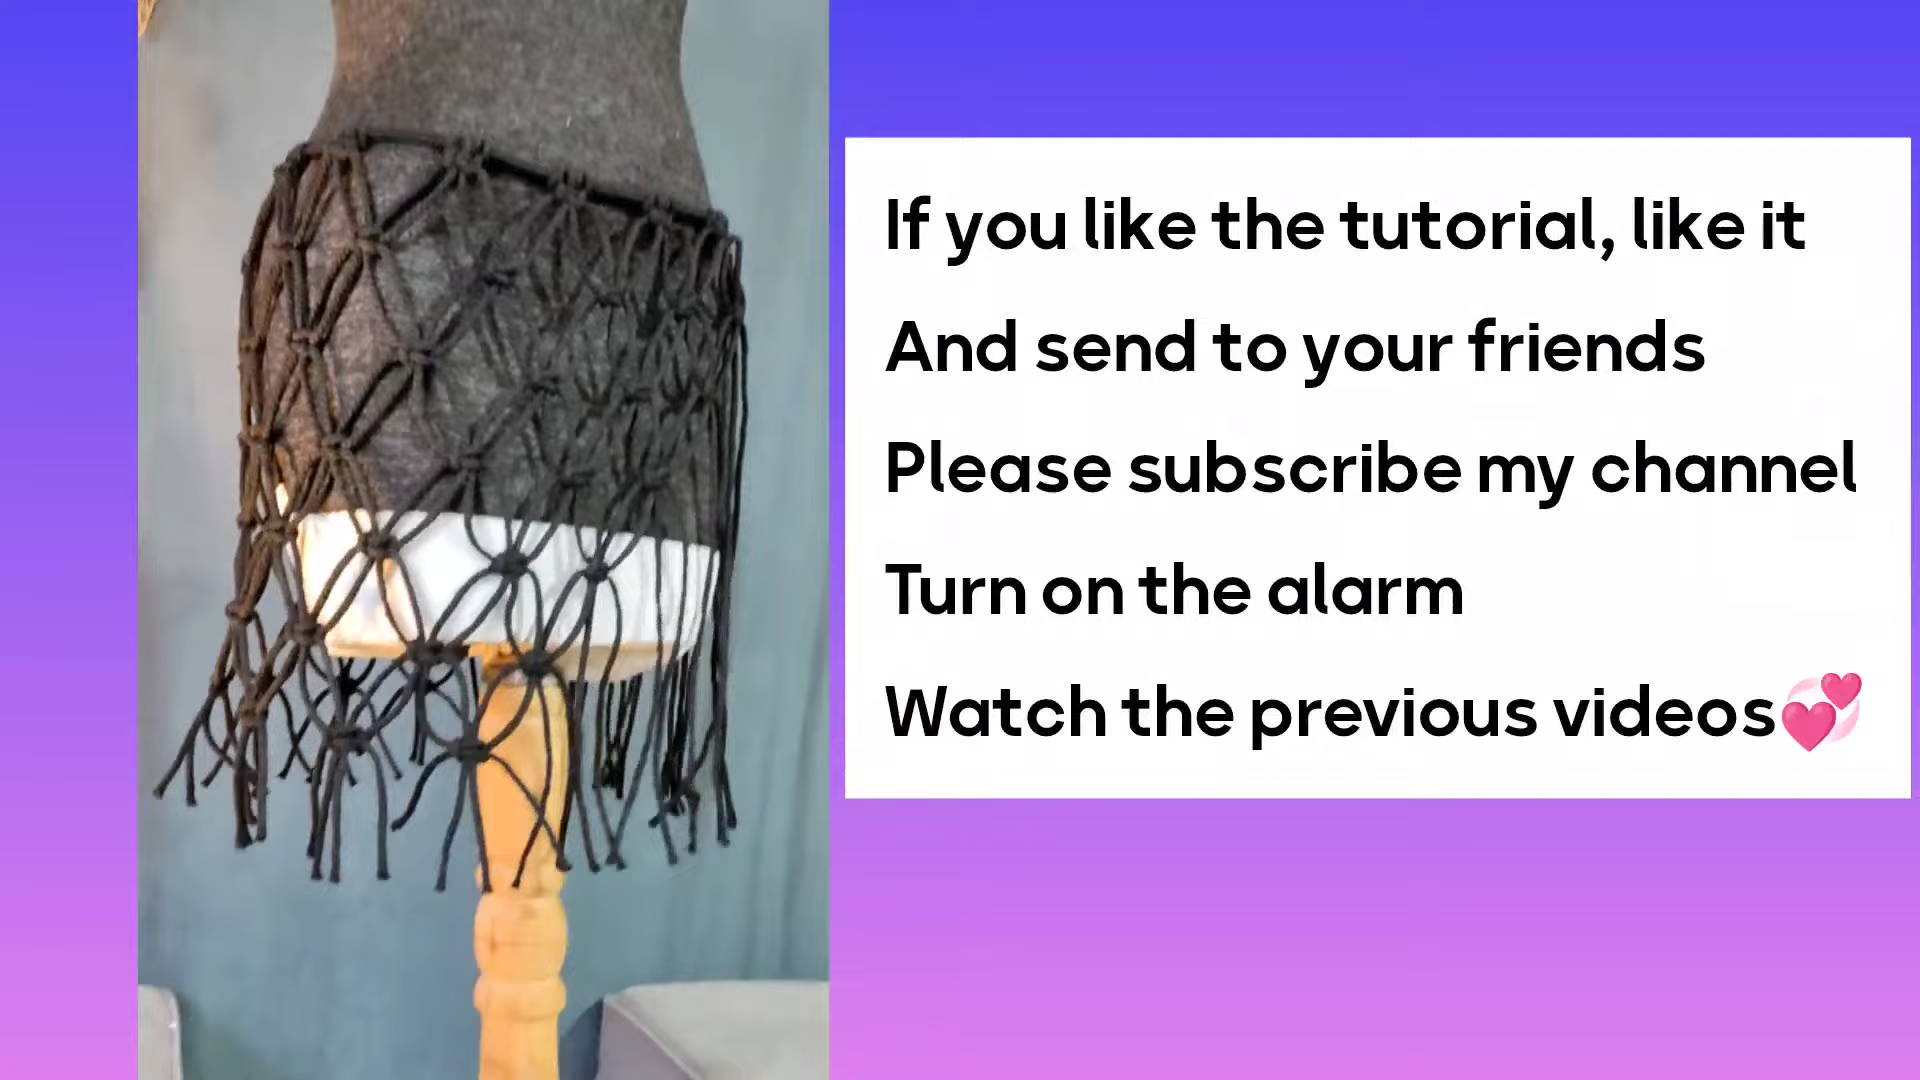 If you like the tutorial, like it
And send to your friends
Please subscribe my channel
Turn on the alarm
Watch the previous videos💞